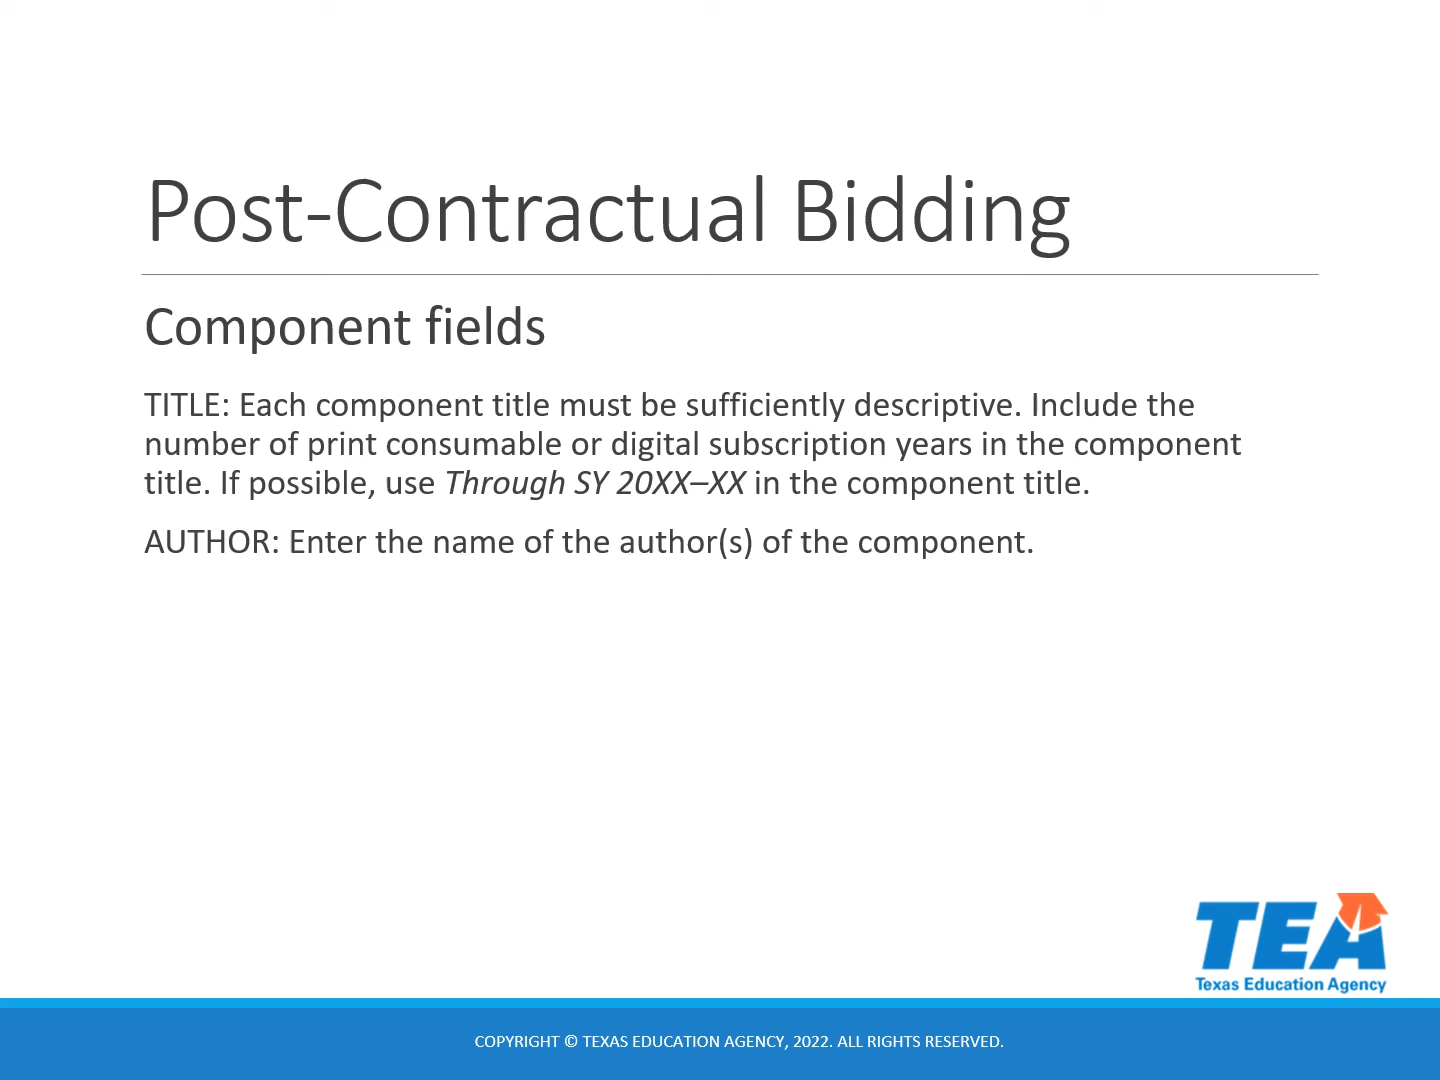 Post-Contractual Bidding
Component fields
TITLE: Each component title must be sufficiently descriptive. Include the
number of print consumable or digital subscription years in the component
title. If possible, use Through SY 20XX–XX in the component title.
AUTHOR: Enter the name of the author(s) of the component.
TEA
Texas Education Agency
COPYRIGHT © TEXAS EDUCATION AGENCY, 2022. ALL RIGHTS RESERVED.